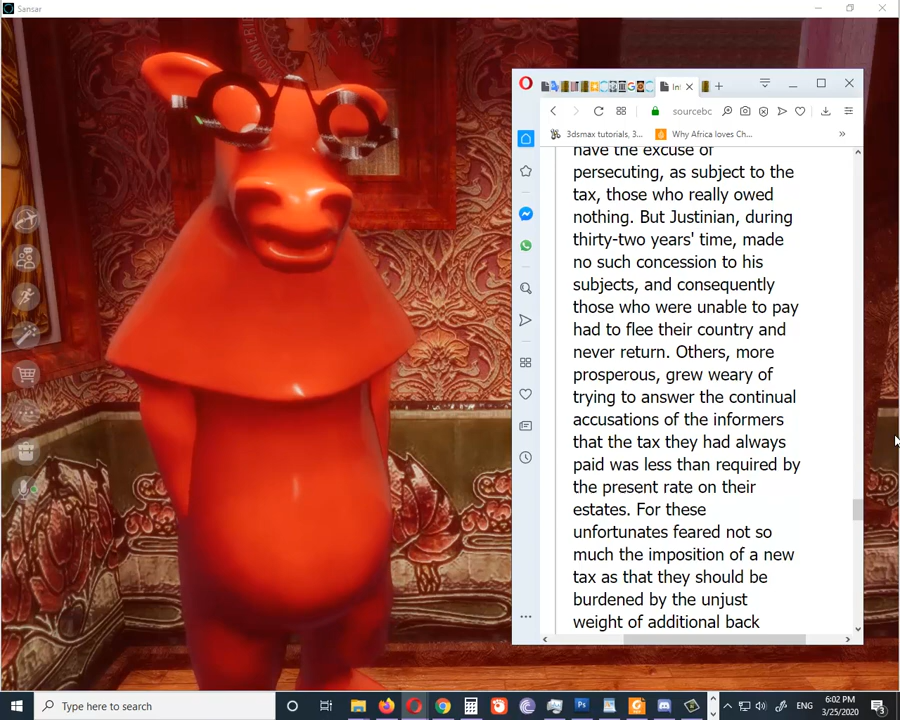 Sansar
Int
sourcebc
3dsmax tutorials, 3...
Why Africa loves Ch...
have the excuse of
persecuting, as subject to the
tax, those who really owed
nothing. But Justinian, during
thirty-two years' time, made
no such concession to his
subjects, and consequently
those who were unable to pay
had to flee their country and
never return. Others, more
prosperous, grew weary of
trying to answer the continual
accusations of the informers
that the tax they had always
paid was less than required by
the present rate on their
estates. For these
unfortunates feared not so
much the imposition of a new
tax as that they should be
burdened by the unjust
weight of additional back
Type here to search
ENG
6:02 PM
3/25/2020
3